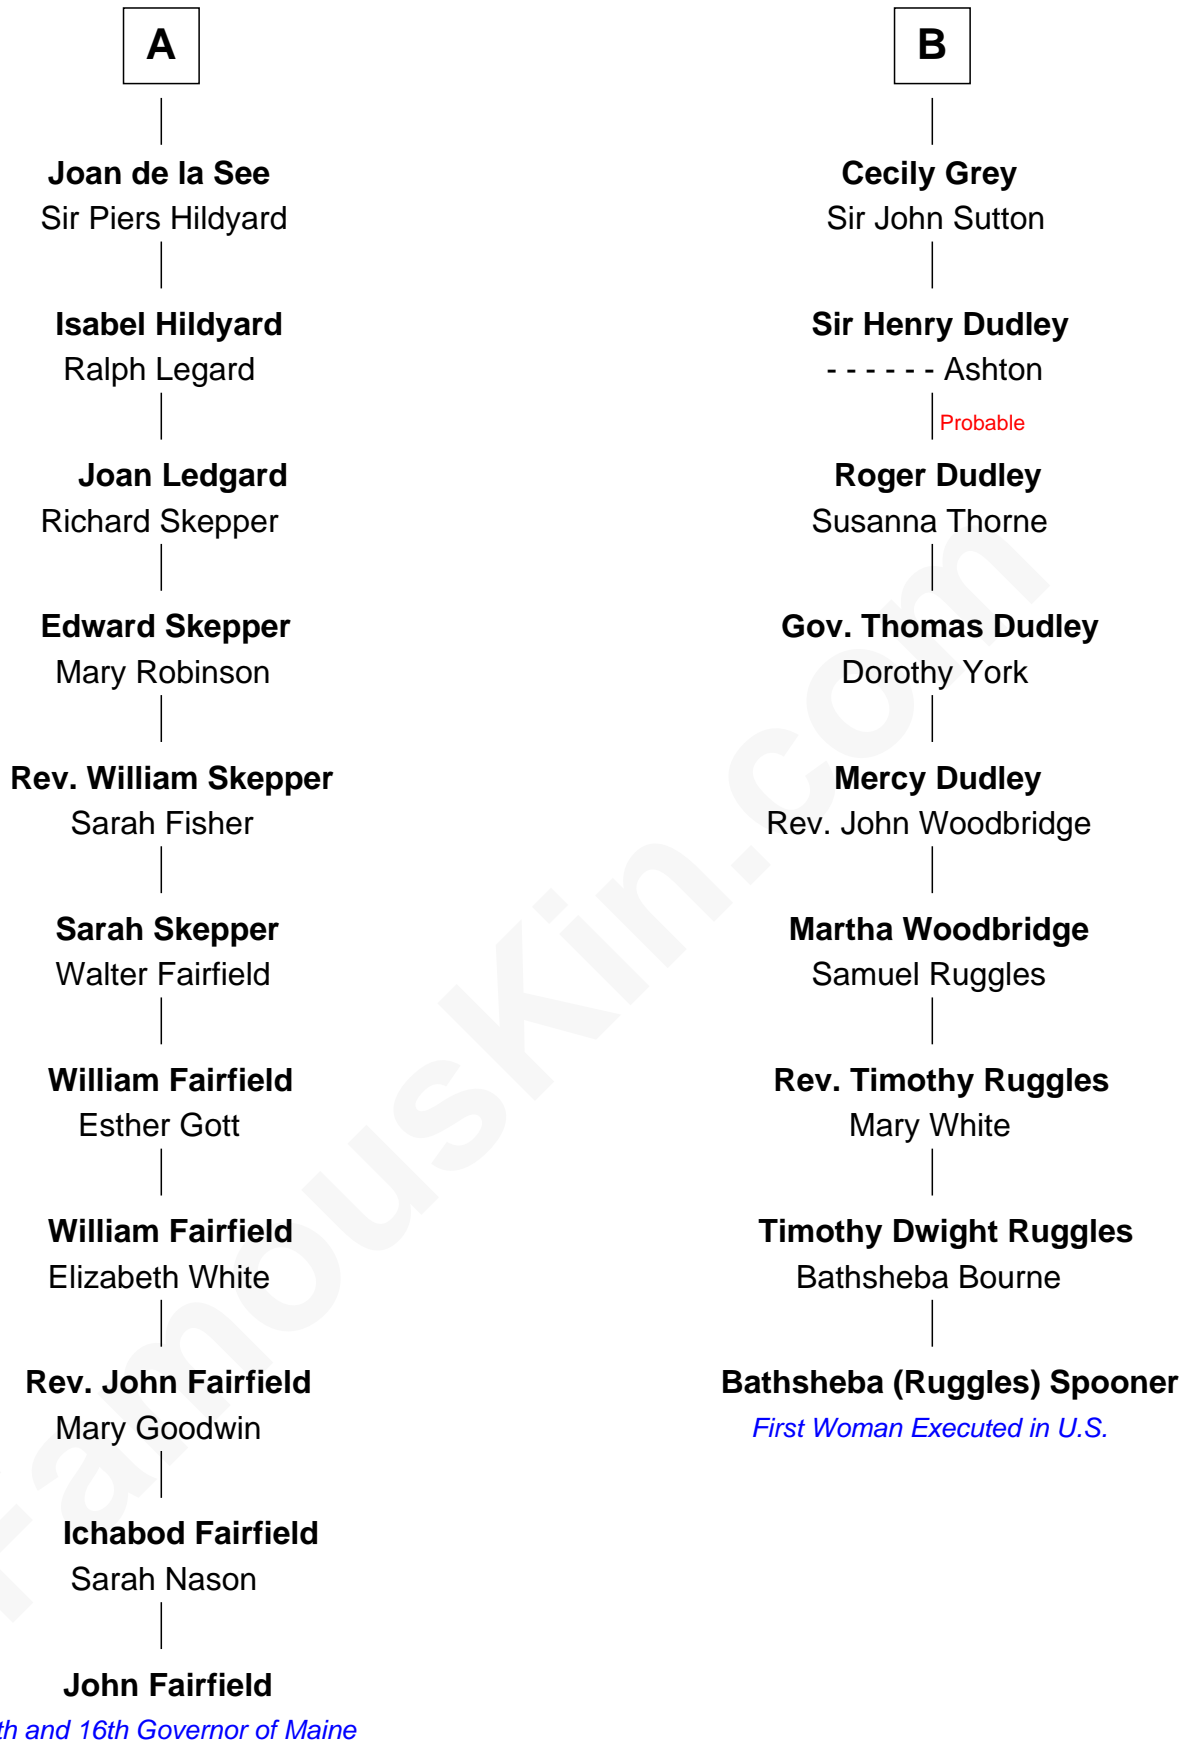 A
Joan de la See
Sir Piers Hildyard
Isabel Hildyard
Ralph Legard
Joan Ledgard
Richard Skepper
Edward Skepper
Mary Robinson
Rev. William Skepper
Sarah Fisher
Sarah Skepper
Walter Fairfield
William Fairfield
Esther Gott
William Fairfield
Elizabeth White
Rev. John Fairfield
Mary Goodwin
Ichabod Fairfield
Sarah Nason
John Fairfield
th and 16th Governor of Maine
B
Cecily Grey
Sir John Sutton
Sir Henry Dudley
- - - - - - Ashton
Probable
Roger Dudley
Susanna Thorne
Gov. Thomas Dudley
Dorothy York
Mercy Dudley
Rev. John Woodbridge
Martha Woodbridge
Samuel Ruggles
Rev. Timothy Ruggles
Mary White
Timothy Dwight Ruggles
Bathsheba Bourne
Bathsheba (Ruggles) Spooner
First Woman Executed in U.S.
FamousKin.com